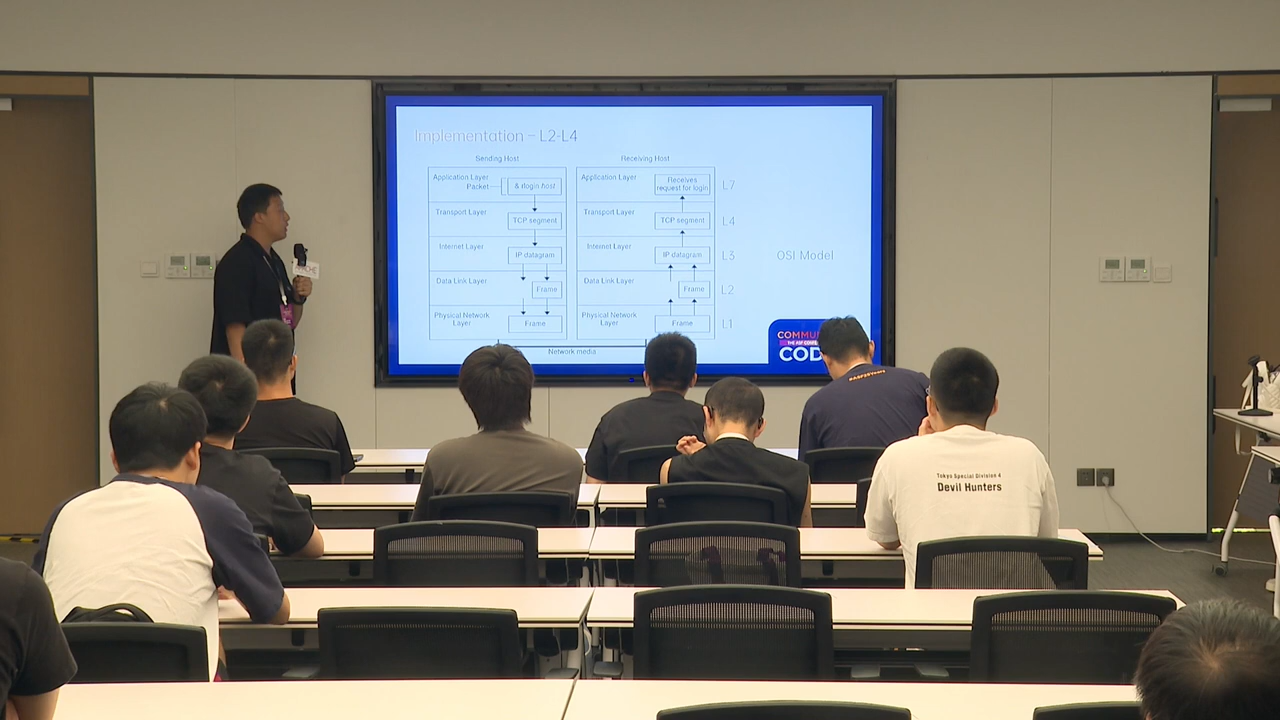 Implementation – L2-L4
Sending Host
Receiving Host
Application Layer
Packet
& rlogin host
Application Layer
Receives
request for login
L7
Transport Layer
TCP segment
Transport Layer
TCP segment
L4
Internet Layer
IP datagram
Internet Layer
IP datagram
L3
OSI Model
Data Link Layer
Frame
Data Link Layer
Frame
L2
Physical Network
Layer
Frame
Physical Network
Layer
Frame
L1
Network media
THE ASF
Tokyo Special Division 4
Devil Hunters